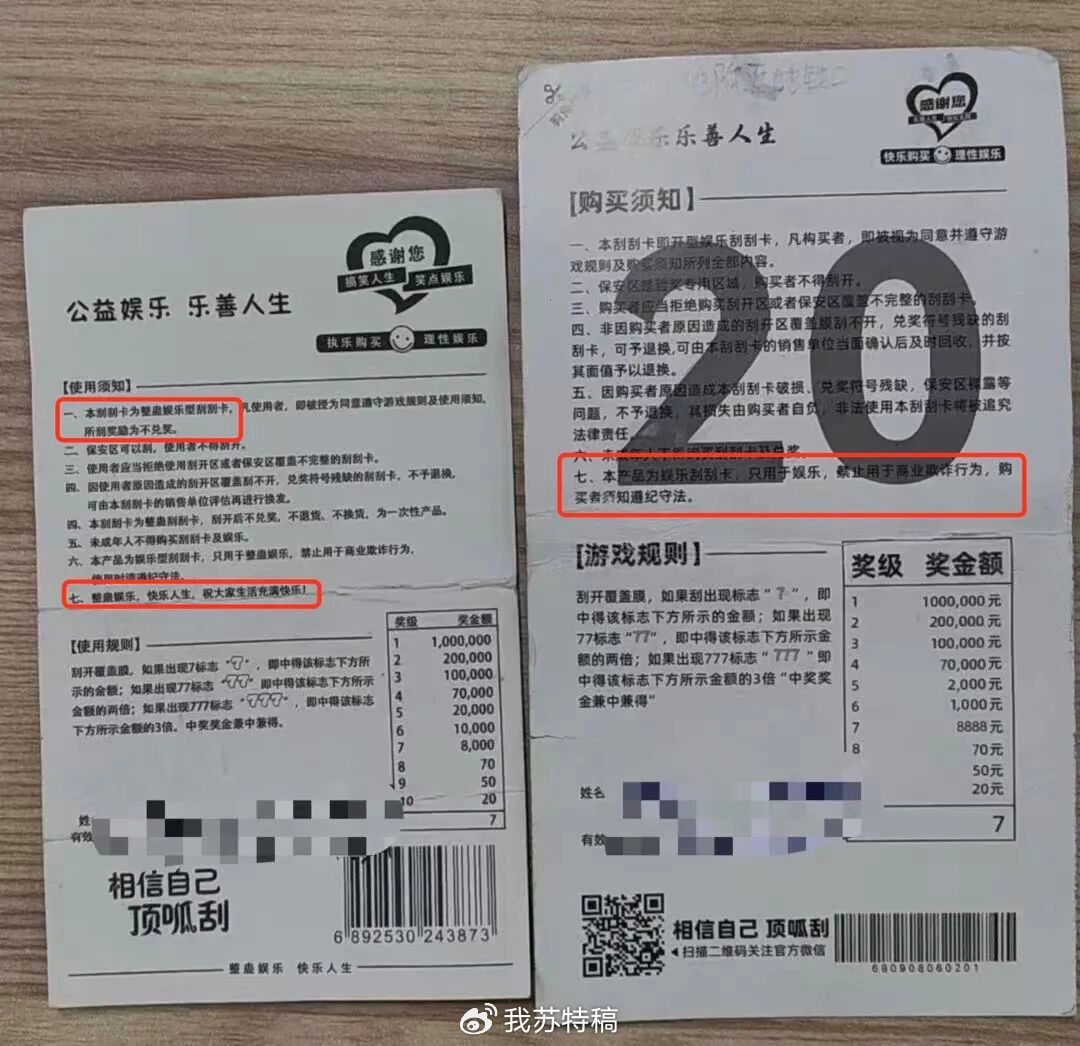 感谢您
搞笑人生
笑点娱乐
公益娱乐 乐善人生
执乐购买
理性娱乐
【使用须知】
一、本刮刮卡为整蛊娱乐型刮刮卡。凡使用者，即被授为同意遵守游戏规则及使用须知，
所刮奖励为不兑奖。
二、保安区可以刮，使用者不得刮开。
三、使用者应当拒绝使用刮开区或者保安区覆盖不完整的刮刮卡。
四、因使用者原因造成的刮开区覆盖刮不开，兑奖符号残缺的刮刮卡，不予退换，
可由本刮刮卡的销售单位评估再进行换发。
四、本刮刮卡为整蛊刮刮卡，刮开后不兑奖，不退货、不换货，为一次性产品。
五、未成年人不得购买刮刮卡及娱乐。
六、本产品为娱乐型刮刮卡，只用于整蛊娱乐，禁止用于商业欺诈行为，
使用时请遵纪守法。
七、整蛊娱乐，快乐人生，祝大家生活充满快乐！
【使用规则】
刮开覆盖膜，如果出现7标志“7”，即中得该标志下方所
示的金额；如果出现77标志“77”即中得该标志下方所示
金额的两倍；如果出现777标志“777”，即中得该标志
下方所示金额的3倍。中奖奖金兼中兼得。
奖级 奖金额
1 1,000,000
2 200,000
3 100,000
4 70,000
5 20,000
6 10,000
7 8,000
8 70
9 50
10 20
7
姓
有效
相信自己
顶呱刮
6 892530 243873
整蛊娱乐 快乐人生
感谢您
快乐购买
理性娱乐
公益娱乐乐善人生
【购买须知】
20
一、本刮刮卡即开型娱乐刮刮卡，凡构买者，即被视为同意并遵守游
戏规则及购买须知所列全部内容。
二、保安区是验奖专用区域，购买者不得刮开。
三、购买者应当拒绝购买刮开区或者保安区覆盖不完整的刮刮卡。
四、非因购买者原因造成的刮开区覆盖膜刮不开，兑奖符号残缺的刮
刮卡，可予退换,可由本刮刮卡的销售单位当面确认后及时回收，并按
其面值予以退换。
五、因购买者原因造成本刮刮卡破损、兑奖符号残缺，保安区裸露等
问题，不予退换，其损失由购买者自负，非法使用本刮刮卡将被追究
法律责任。
六、未成年人不得购买刮刮卡及兑奖。
七、本产品为娱乐刮刮卡，只用于娱乐，禁止用于商业欺诈行为，购
买者须知遵纪守法。
【游戏规则】
刮开覆盖膜，如果刮出现标志“7”，即
中得该标志下方所示的金额；如果出现
77标志“77”，即中得该标志下方所示金
额的两倍；如果出现777标志“777”即
中得该标志下方所示金额的3倍“中奖奖
金兼中兼得”
奖级 奖金额
1 1000,000元
2 200,000元
3 100,000元
4 70,000元
5 2,000元
6 1,000元
7 8888元
8 70元
50元
20元
7
姓名
有效
相信自己 顶呱刮
扫描二维码关注官方微信
680908060201
我苏特稿